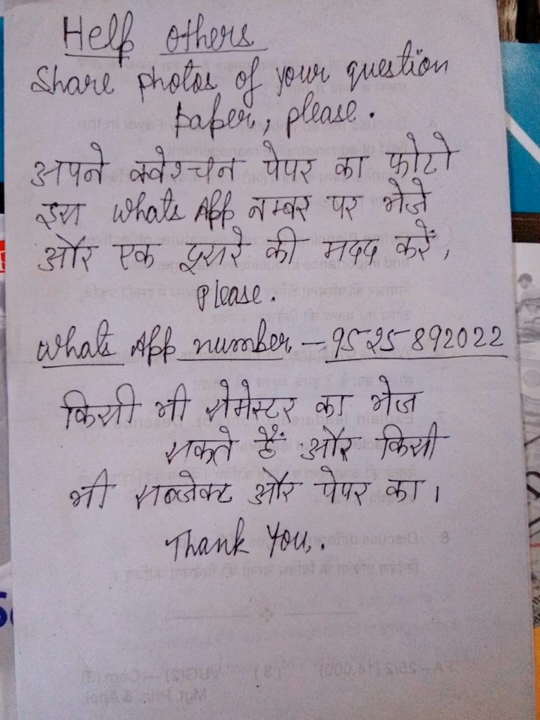 Help others
Share photos of your question
paper, please.
अपने क्वेश्चन पेपर का फोटो
इस Whats App नम्बर पर भेजे
और एक दूसरे की मदद करें,
Please.
Whats App number - 9525892022
किसी भी सेमेस्टर का भेज
सकते हैं और किसी
भी सब्जेक्ट और पेपर का।
Thank You,.